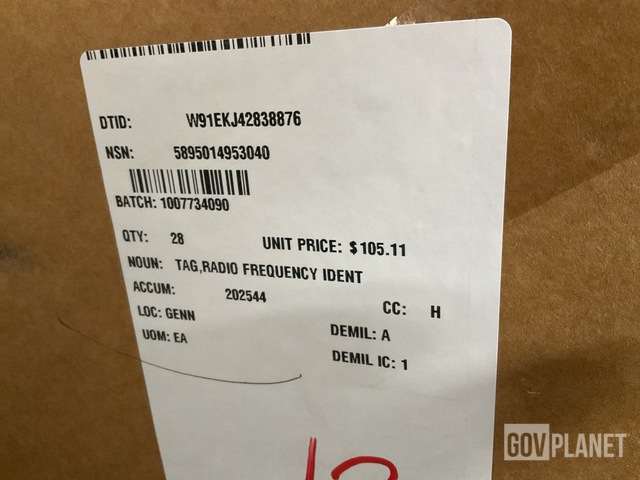 DTID: W91EKJ42838876
NSN: 5895014953040
BATCH: 1007734090
QTY: 28 UNIT PRICE: $105.11
NOUN: TAG,RADIO FREQUENCY IDENT
ACCUM: 202544
CC: H
LOC: GENN
DEMIL: A
UOM: EA
DEMIL IC: 1
GOVPLANET